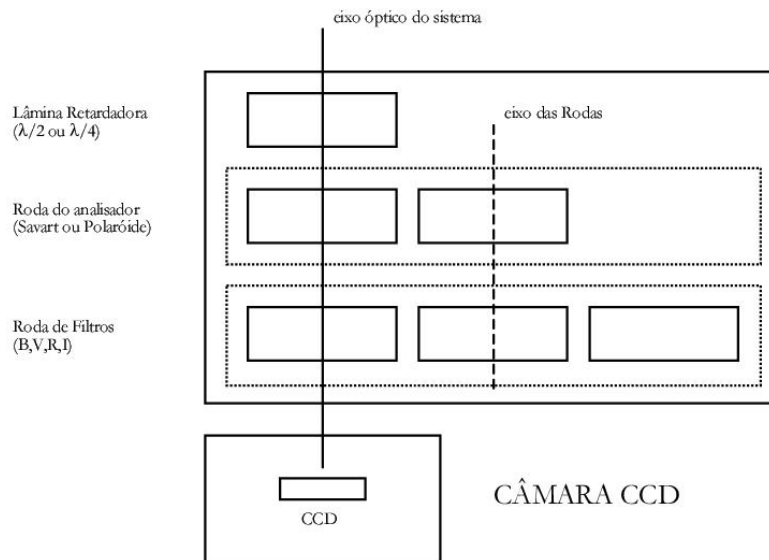 eixo óptico do sistema
Lâmina Retardadora
(λ/2 ou λ/4)
eixo das Rodas
Roda do analisador
(Savart ou Polaróide)
Roda de Filtros
(B,V,R,I)
CCD
CÂMARA CCD